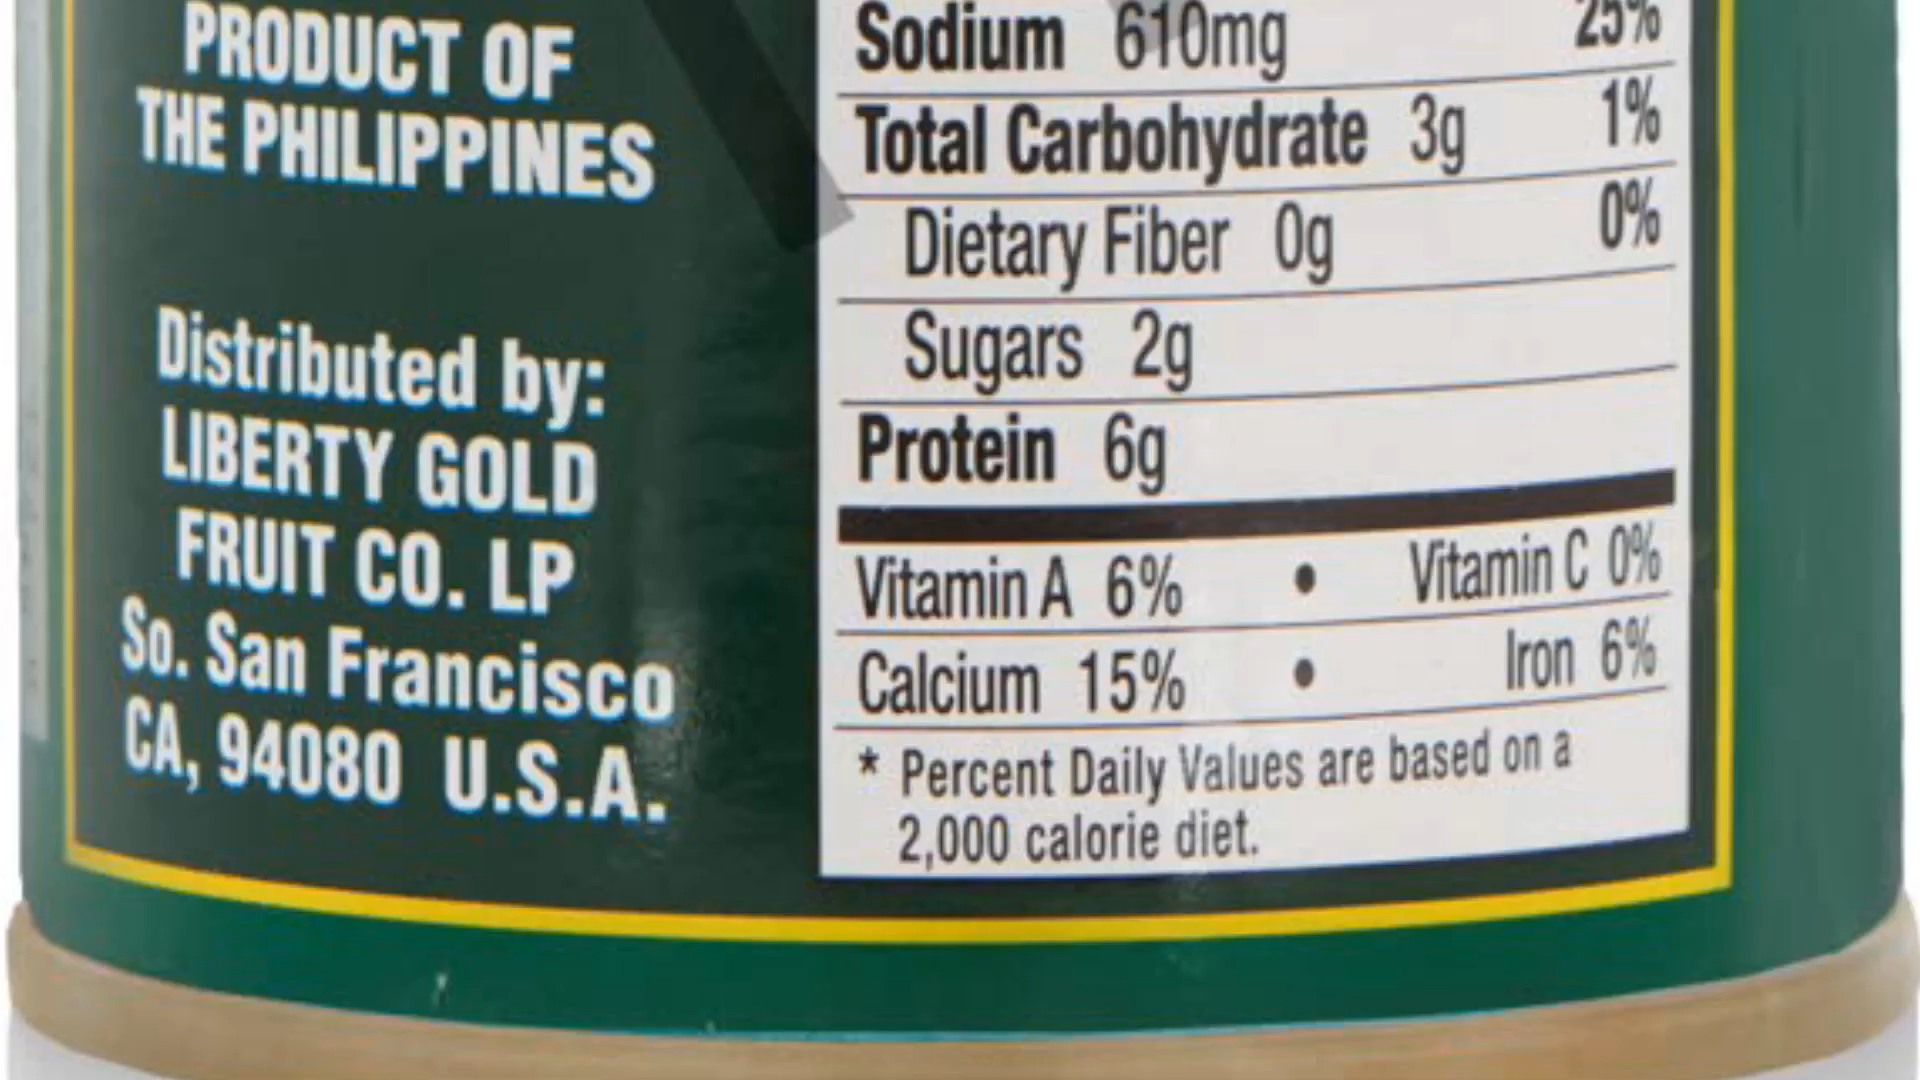 PRODUCT OF
THE PHILIPPINES
Distributed by:
LIBERTY GOLD
FRUIT CO. LP
So. San Francisco
CA, 94080 U.S.A.
Sodium 610mg 25%
Total Carbohydrate 3g 1%
Dietary Fiber 0g 0%
Sugars 2g
Protein 6g
Vitamin A 6% • Vitamin C 0%
Calcium 15% • Iron 6%
* Percent Daily Values are based on a
2,000 calorie diet.